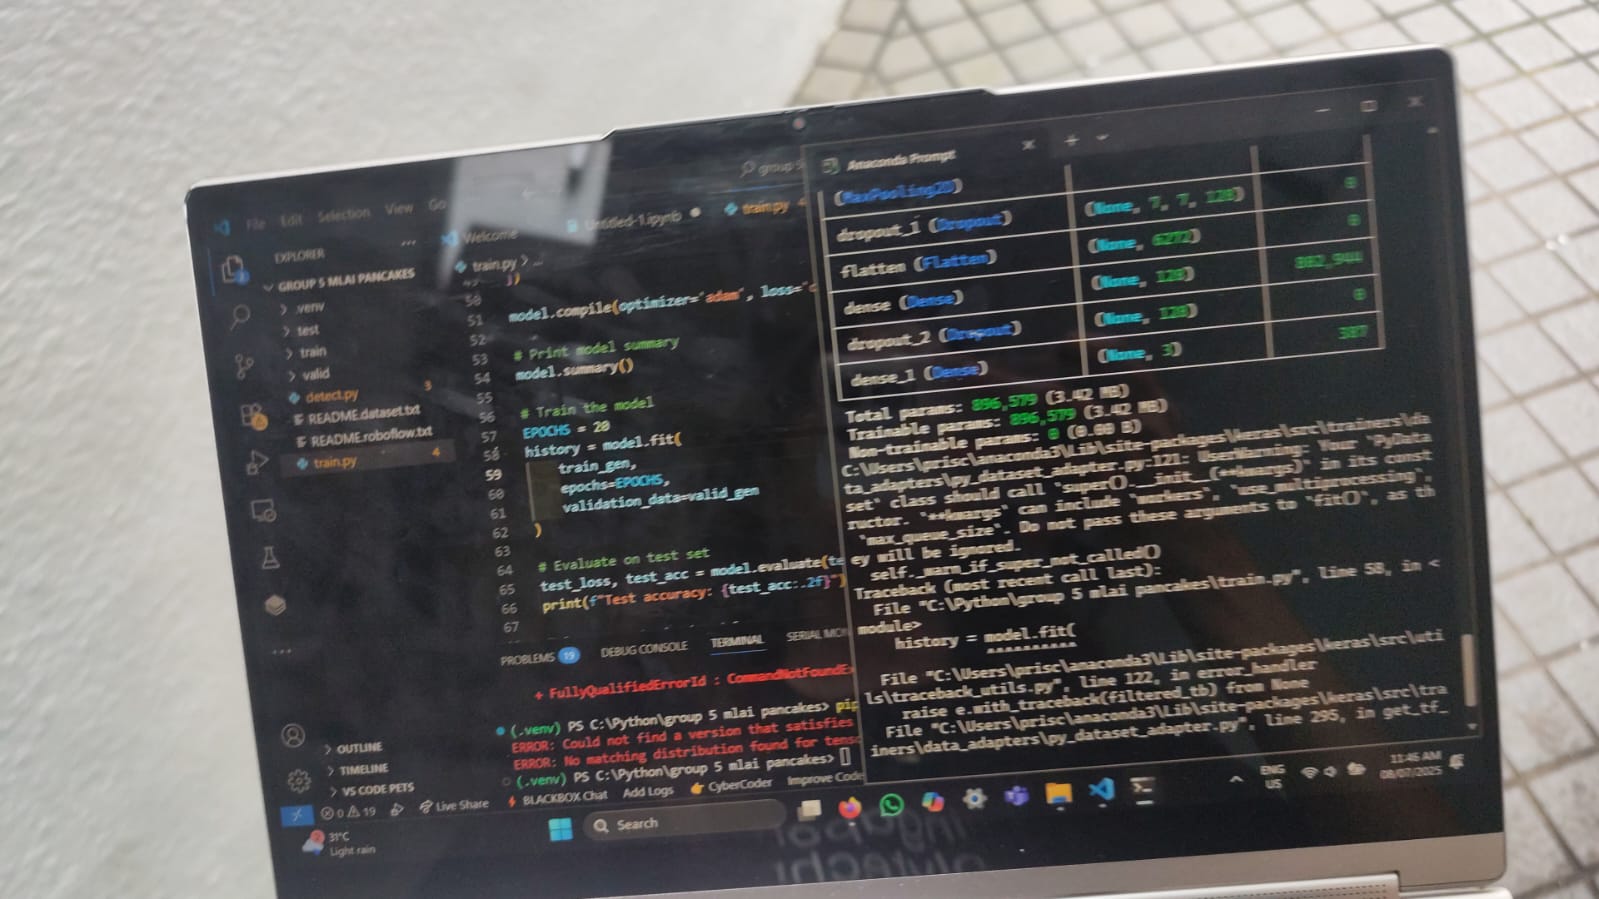 File Edit Selection View Go
group 5
EXPLORER
GROUP 5 MLAI PANCAKES
.venv
test
train
valid
detect.py 3
README.dataset.txt
README.roboflow.txt
train.py 4
OUTLINE
TIMELINE
VS CODE PETS
Welcome
Untitled-1.ipynb
train.py 4
train.py > ...
49 ])
50
51 model.compile(optimizer='adam', loss='c
52
53 # Print model summary
54 model.summary()
55
56 # Train the model
57 EPOCHS = 20
58 history = model.fit(
59 train_gen,
60 epochs=EPOCHS,
61 validation_data=valid_gen
62 )
63
64 # Evaluate on test set
65 test_loss, test_acc = model.evaluate(te
66 print(f"Test accuracy: {test_acc:.2f}")
67
PROBLEMS 19 DEBUG CONSOLE TERMINAL SERIAL MON
+ FullyQualifiedErrorId : CommandNotFoundEx
(.venv) PS C:\Python\group 5 mlai pancakes> pip
ERROR: Could not find a version that satisfies
ERROR: No matching distribution found for tens
(.venv) PS C:\Python\group 5 mlai pancakes>
0 19 Live Share BLACKBOX Chat Add Logs CyberCoder Improve Code
Anaconda Prompt
(MaxPooling2D)
dropout_1 (Dropout) (None, 7, 7, 128) 0
flatten (Flatten) (None, 6272) 0
dense (Dense) (None, 128) 802,944
dropout_2 (Dropout) (None, 128) 0
dense_1 (Dense) (None, 3) 387
Total params: 896,579 (3.42 MB)
Trainable params: 896,579 (3.42 MB)
Non-trainable params: 0 (0.00 B)
C:\Users\prisc\anaconda3\Lib\site-packages\keras\src\trainers\da
ta_adapters\py_dataset_adapter.py:121: UserWarning: Your `PyData
set` class should call `super().__init__(**kwargs)` in its const
ructor. `**kwargs` can include `workers`, `use_multiprocessing`,
`max_queue_size`. Do not pass these arguments to `fit()`, as th
ey will be ignored.
self._warn_if_super_not_called()
Traceback (most recent call last):
File "C:\Python\group 5 mlai pancakes\train.py", line 58, in <
module>
history = model.fit(
^^^^^^^^^^
File "C:\Users\prisc\anaconda3\Lib\site-packages\keras\src\uti
ls\traceback_utils.py", line 122, in error_handler
raise e.with_traceback(filtered_tb) from None
File "C:\Users\prisc\anaconda3\Lib\site-packages\keras\src\tra
iners\data_adapters\py_dataset_adapter.py", line 295, in get_tf_
31°C
Light rain
Search
ENG
US
11:46 AM
08/07/2025